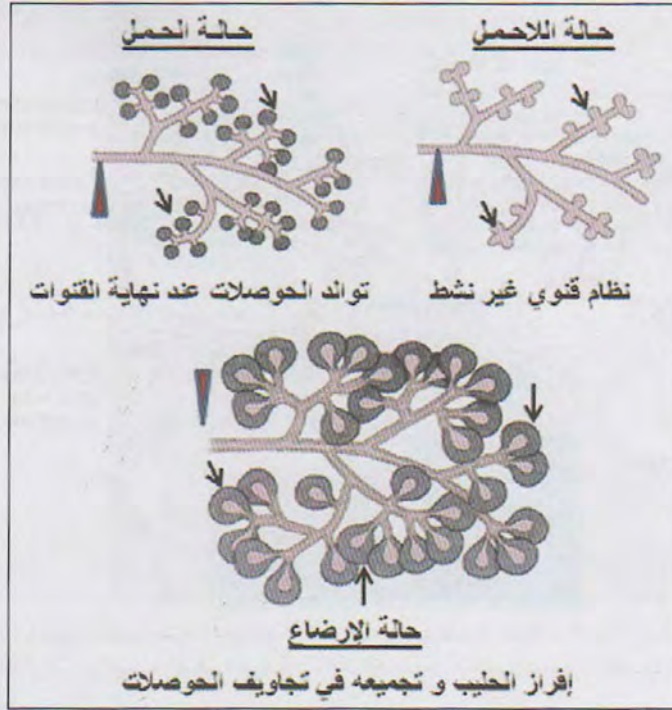 حالة اللاحمل
حالة الحمل
نظام قنوي غير نشط
توالد الحوصلات عند نهاية القنوات
حالة الإرضاع
إفراز الحليب و تجميعه في تجاويف الحوصلات